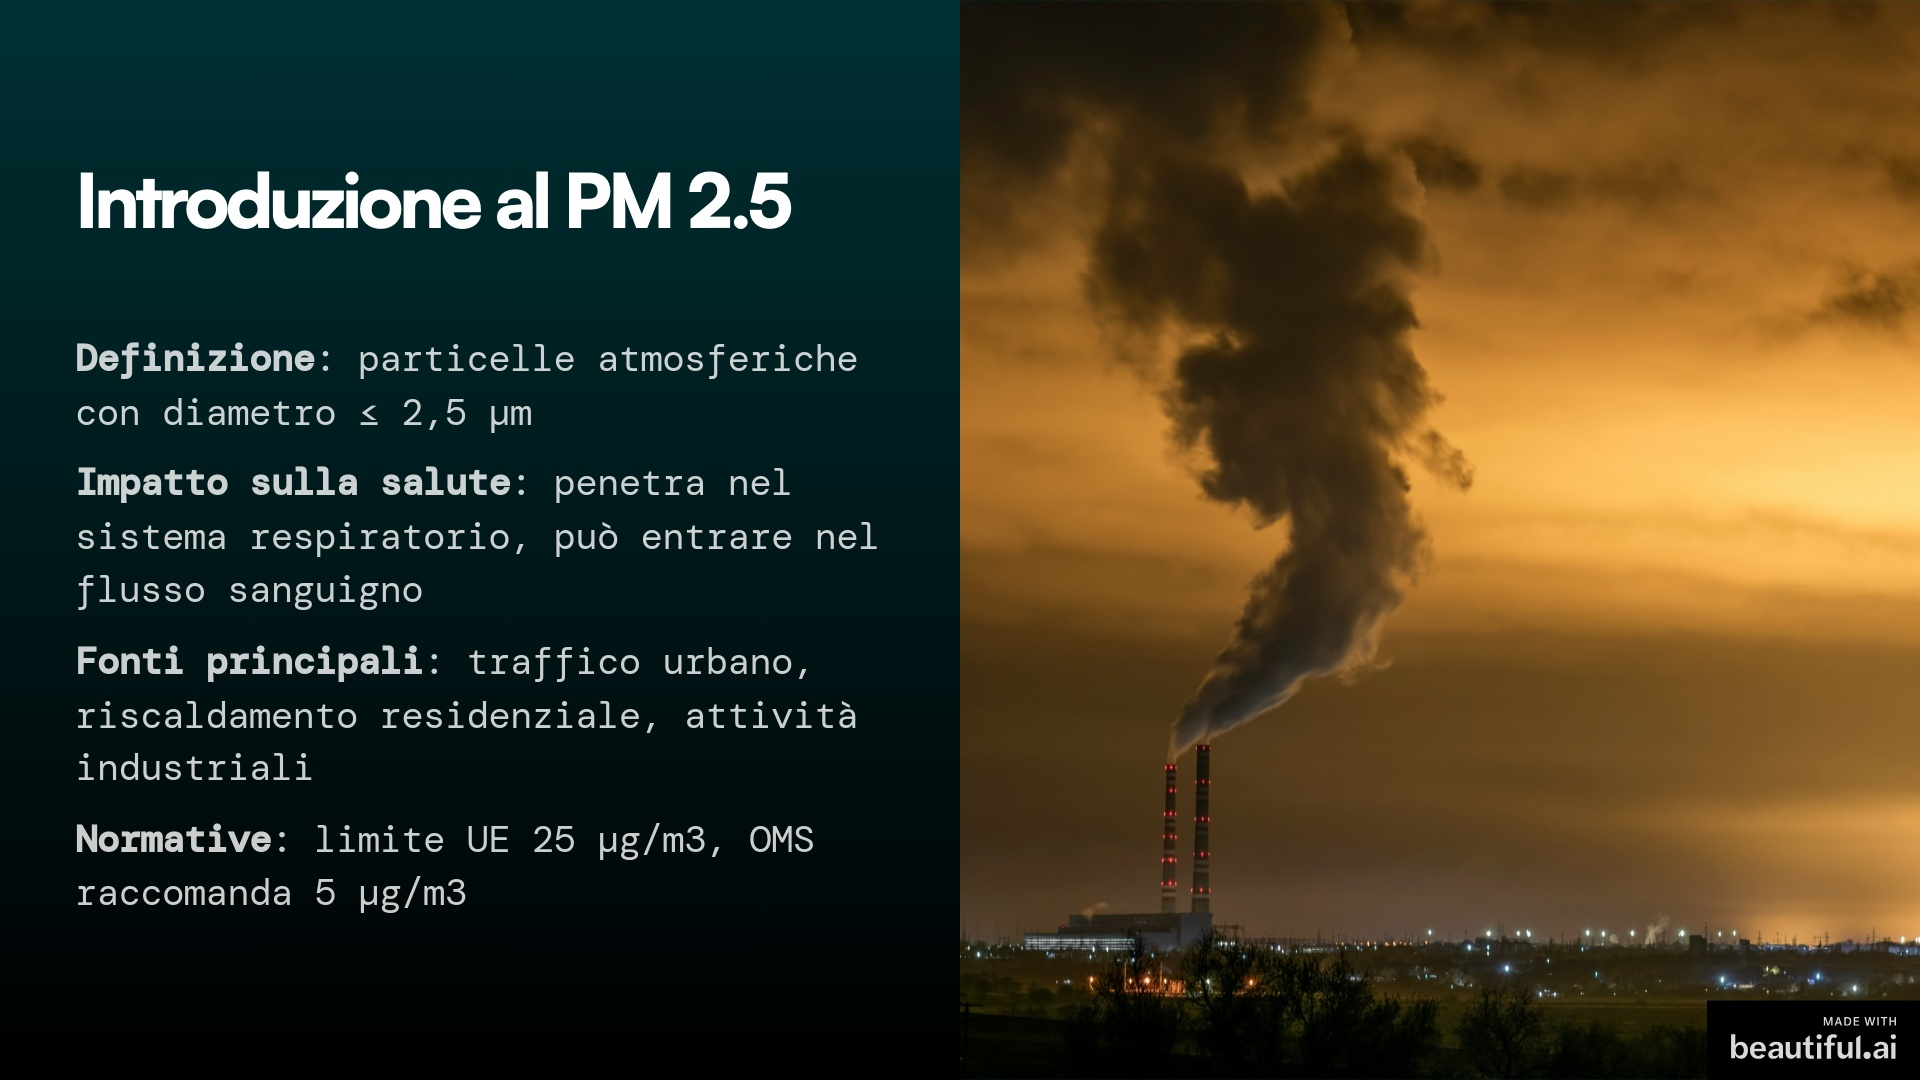 Introduzione al PM 2.5
Definizione: particelle atmosferiche
con diametro ≤ 2,5 µm
Impatto sulla salute: penetra nel
sistema respiratorio, può entrare nel
flusso sanguigno
Fonti principali: traffico urbano,
riscaldamento residenziale, attività
industriali
Normative: limite UE 25 µg/m3, OMS
raccomanda 5 µg/m3
MADE WITH
beautiful.ai